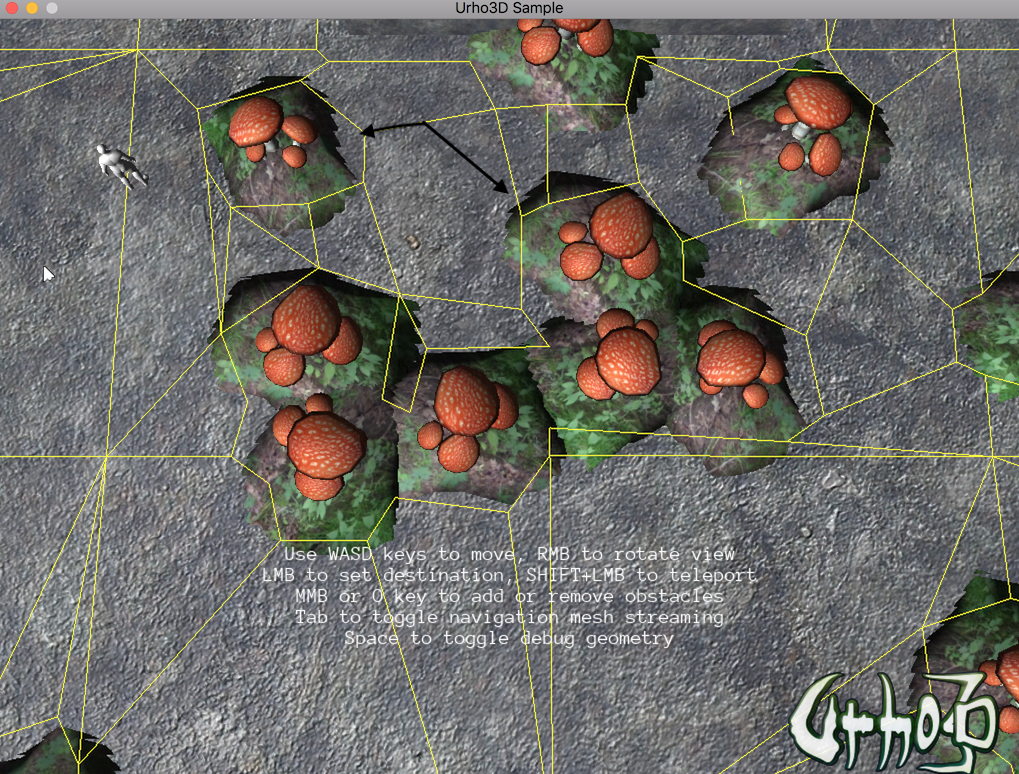 Urho3D Sample
Use WASD keys to move, RMB to rotate view
LMB to set destination, SHIFT+LMB to teleport
MMB or O key to add or remove obstacles
Tab to toggle navigation mesh streaming
Space to toggle debug geometry
Urho